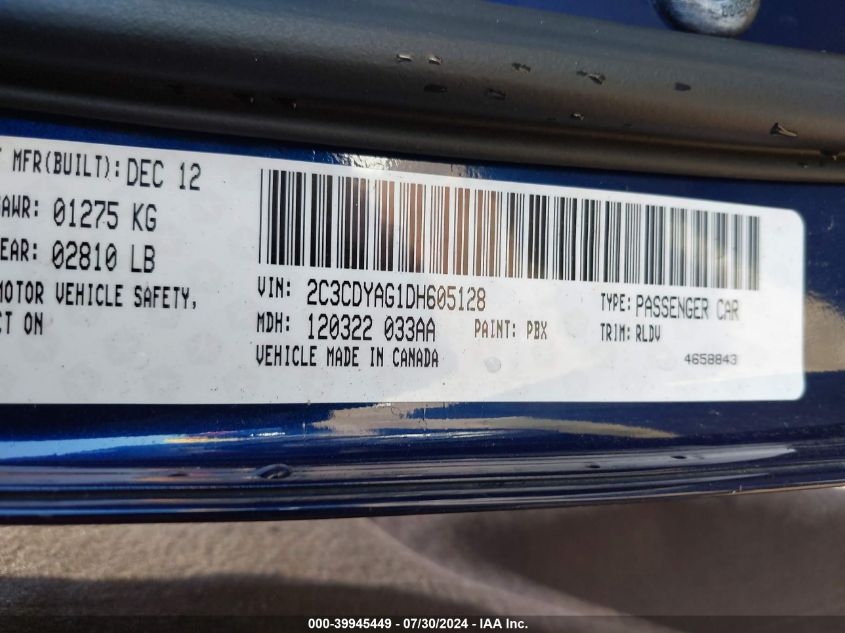 MFR(BUILT): DEC 12
AWR: 01275 KG
EAR: 02810 LB
MOTOR VEHICLE SAFETY,
CT ON
VIN: 2C3CDYAG1DH605128
TYPE: PASSENGER CAR
MDH: 120322 033AA
PAINT: PBX
TRIM: RLDV
VEHICLE MADE IN CANADA
4658843
000-39945449 - 07/30/2024 - IAA Inc.